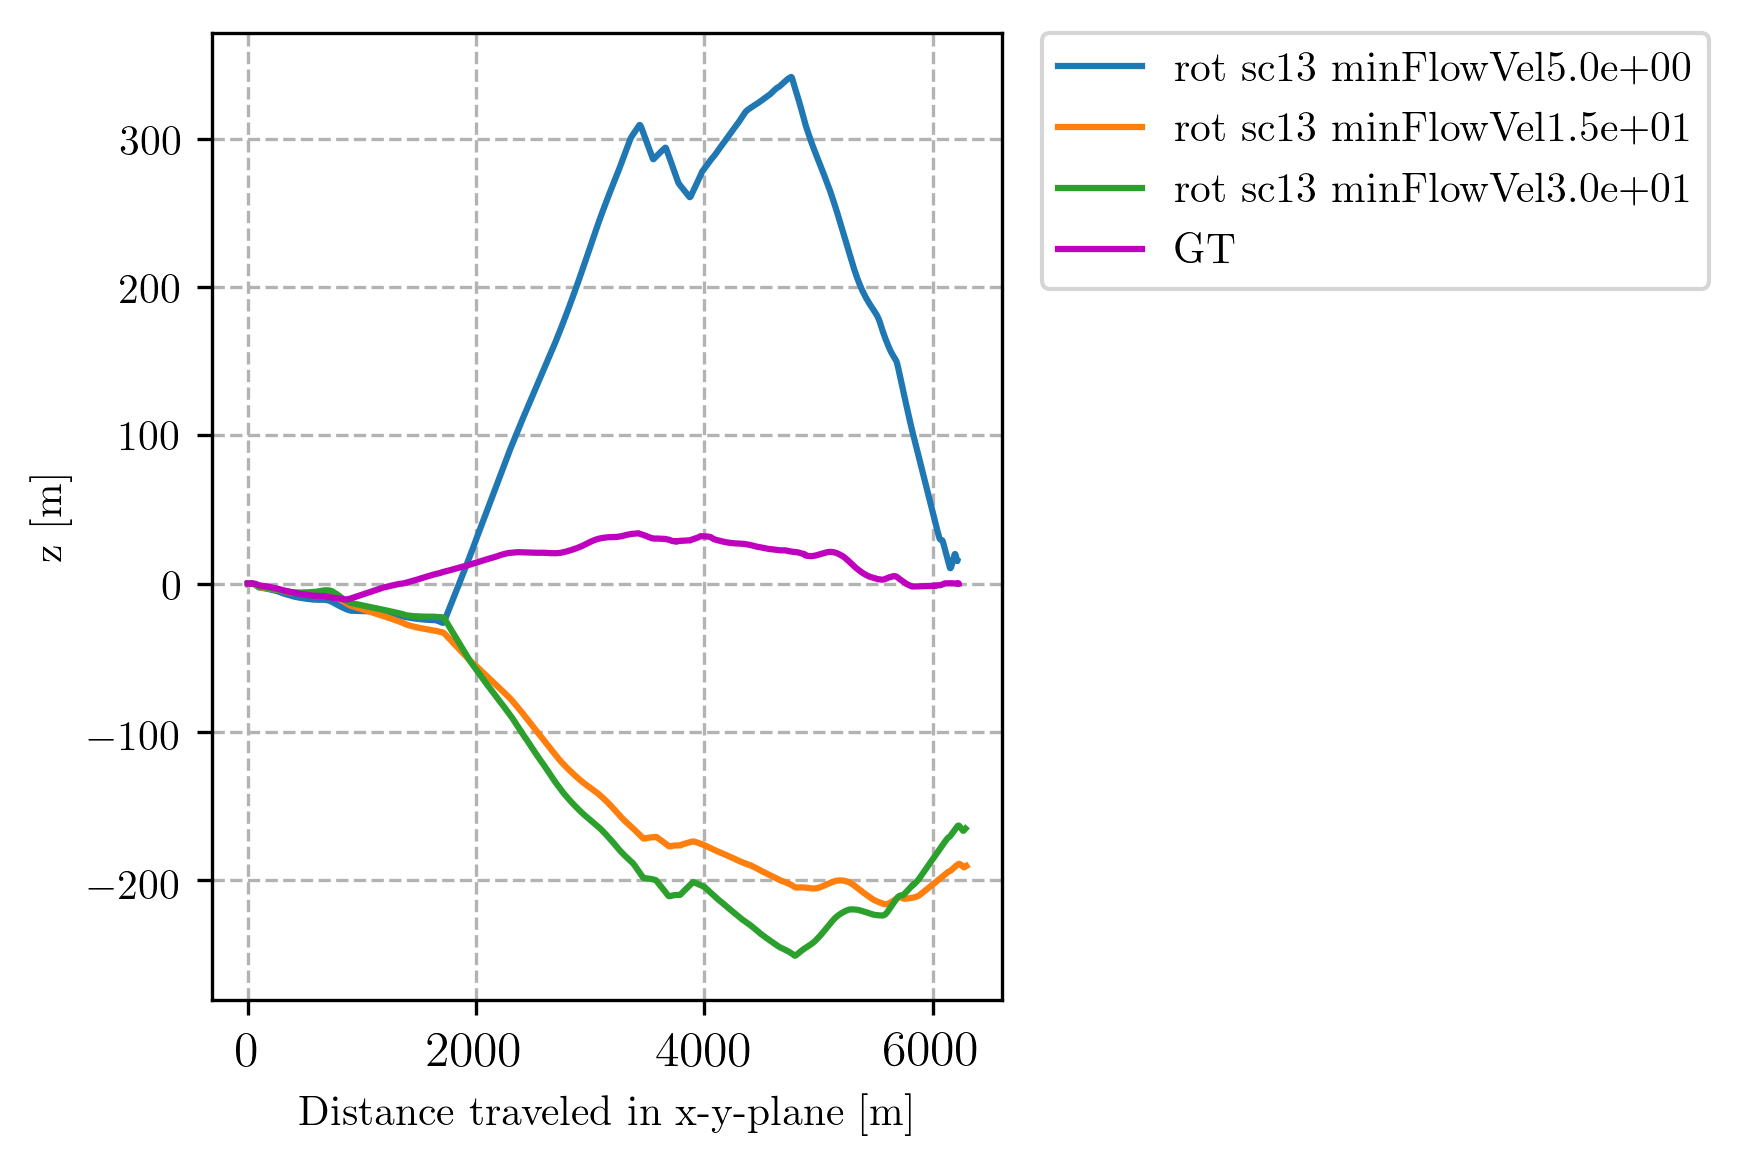 rot sc13 minFlowVel5.0e+00
rot sc13 minFlowVel1.5e+01
rot sc13 minFlowVel3.0e+01
GT
300
200
100
0
−100
−200
z [m]
0 2000 4000 6000
Distance traveled in x-y-plane [m]